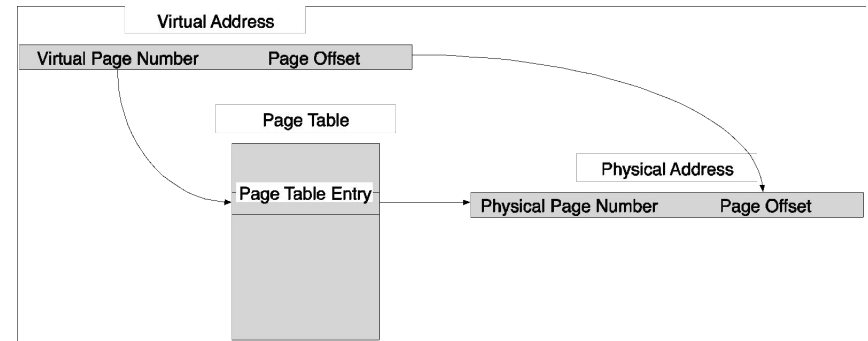 Virtual Address
Virtual Page Number Page Offset
Page Table
Page Table Entry
Physical Address
Physical Page Number Page Offset